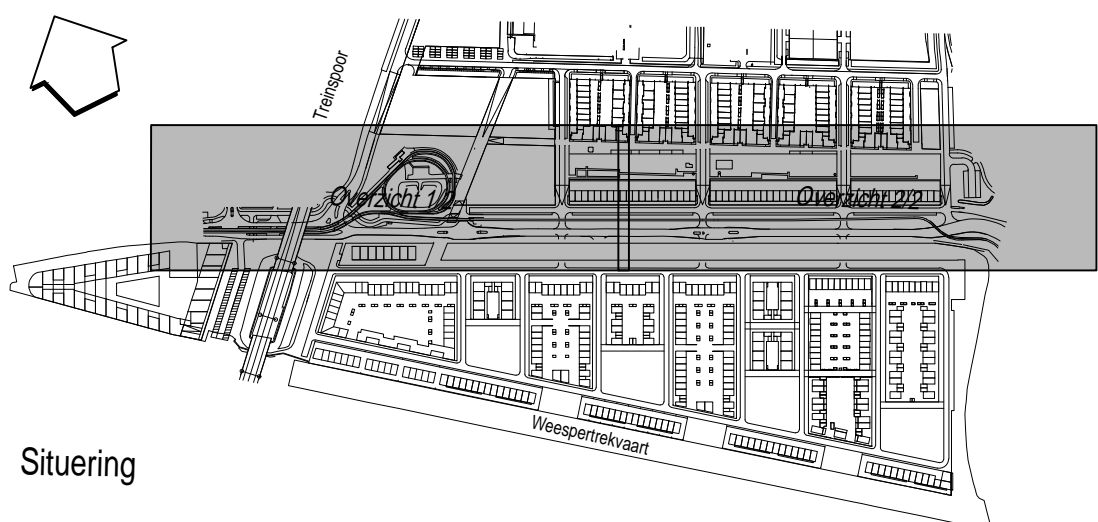 Treinspoor
Overzicht 1/2
Overzicht 2/2
Weespertrekvaart
Situering